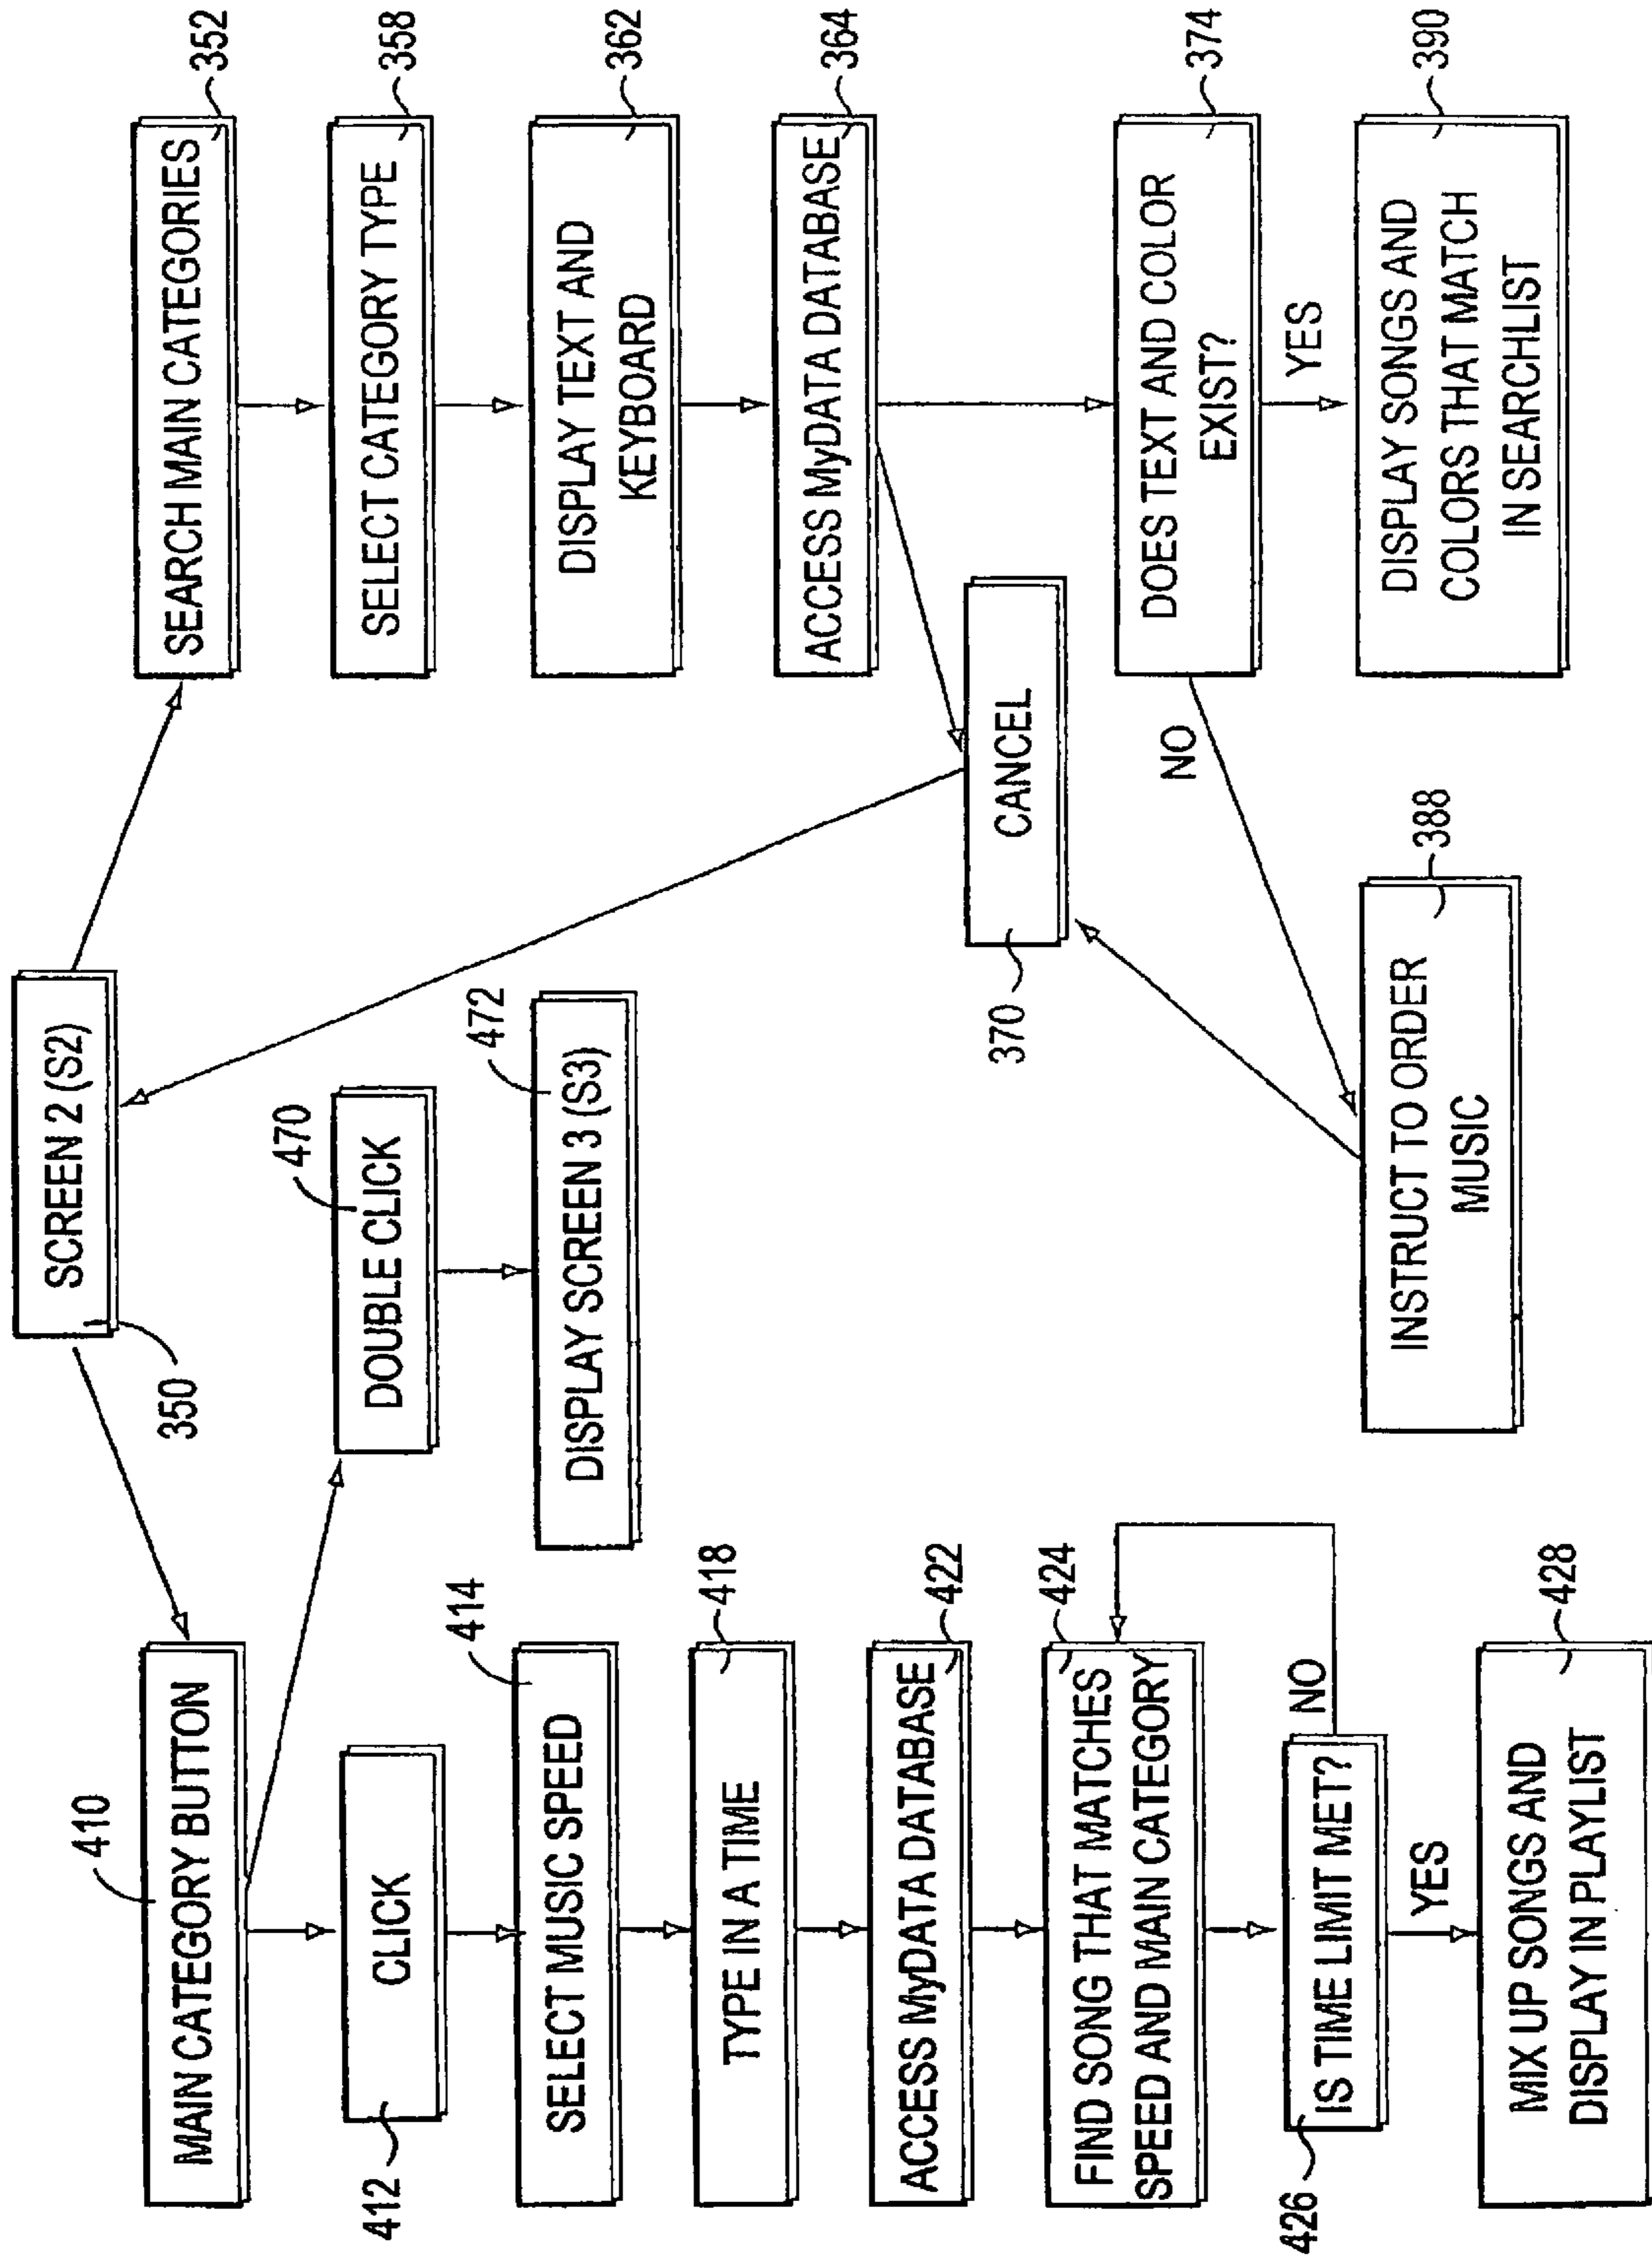 SCREEN 2 (S2)
350
410
MAIN CATEGORY BUTTON
412
CLICK
414
SELECT MUSIC SPEED
TYPE IN A TIME
418
ACCESS MyDATA DATABASE
422
FIND SONG THAT MATCHES
SPEED AND MAIN CATEGORY
424
426
IS TIME LIMIT MET?
NO
YES
MIX UP SONGS AND
DISPLAY IN PLAYLIST
428
470
DOUBLE CLICK
472
DISPLAY SCREEN 3 (S3)
SEARCH MAIN CATEGORIES
352
SELECT CATEGORY TYPE
358
DISPLAY TEXT AND
KEYBOARD
362
ACCESS MyDATA DATABASE
364
CANCEL
370
DOES TEXT AND COLOR
EXIST?
374
NO
YES
INSTRUCT TO ORDER
MUSIC
388
DISPLAY SONGS AND
COLORS THAT MATCH
IN SEARCHLIST
390